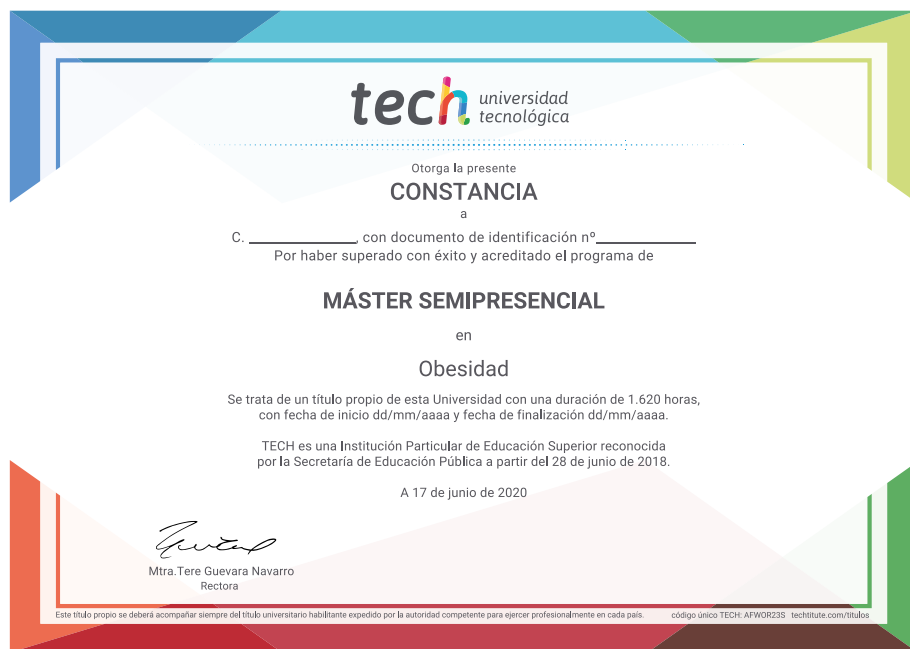 tech universidad
tecnológica
Otorga la presente
CONSTANCIA
a
C. ____________, con documento de identificación nº____________
Por haber superado con éxito y acreditado el programa de
MÁSTER SEMIPRESENCIAL
en
Obesidad
Se trata de un título propio de esta Universidad con una duración de 1.620 horas,
con fecha de inicio dd/mm/aaaa y fecha de finalización dd/mm/aaaa.
TECH es una Institución Particular de Educación Superior reconocida
por la Secretaría de Educación Pública a partir del 28 de junio de 2018.
A 17 de junio de 2020
Mtra.Tere Guevara Navarro
Rectora
Este título propio se deberá acompañar siempre del título universitario habilitante expedido por la autoridad competente para ejercer profesionalmente en cada país. código único TECH: AFWOR23S techtitute.com/titulos